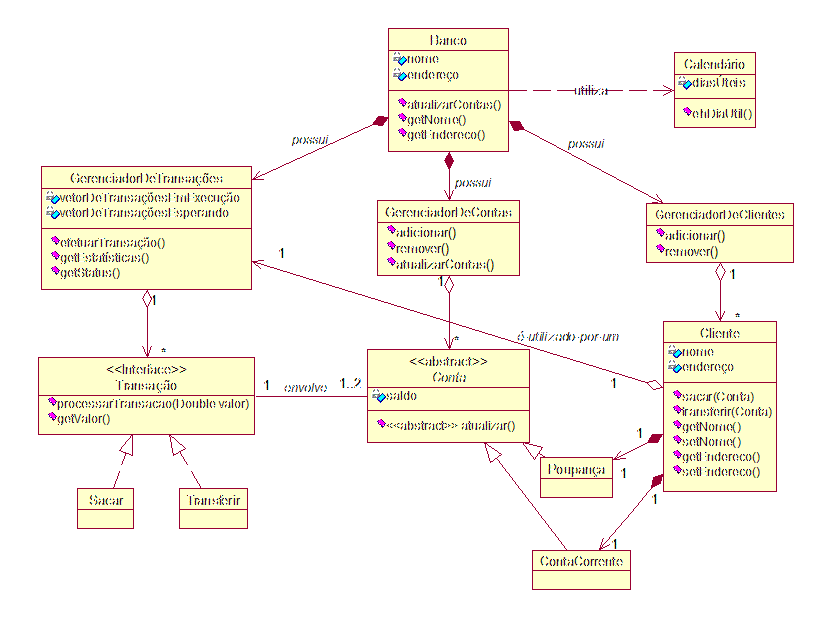 Banco
nome
endereço
atualizarContas()
getNome()
getEndereco()
utiliza
Calendário
diasÚteis
ehDiaUtil()
possui
possui
possui
GerenciadorDeTransações
vetorDeTransaçõesEmExecução
vetorDeTransaçõesEsperando
efetuarTransação()
getEstatísticas()
getStatus()
GerenciadorDeContas
adicionar()
remover()
atualizarContas()
GerenciadorDeClientes
adicionar()
remover()
1
1
1
1
*
*
*
é utilizado por um
1
<<Interface>>
Transação
processarTransacao(Double valor)
getValor()
1
envolve
1..2
<<abstract>>
Conta
saldo
<<abstract>> atualizar()
Cliente
nome
endereço
sacar(Conta)
transferir(Conta)
getNome()
setNome()
getEndereco()
setEndereco()
1
1
1
1
Poupança
Sacar
Transferir
ContaCorrente